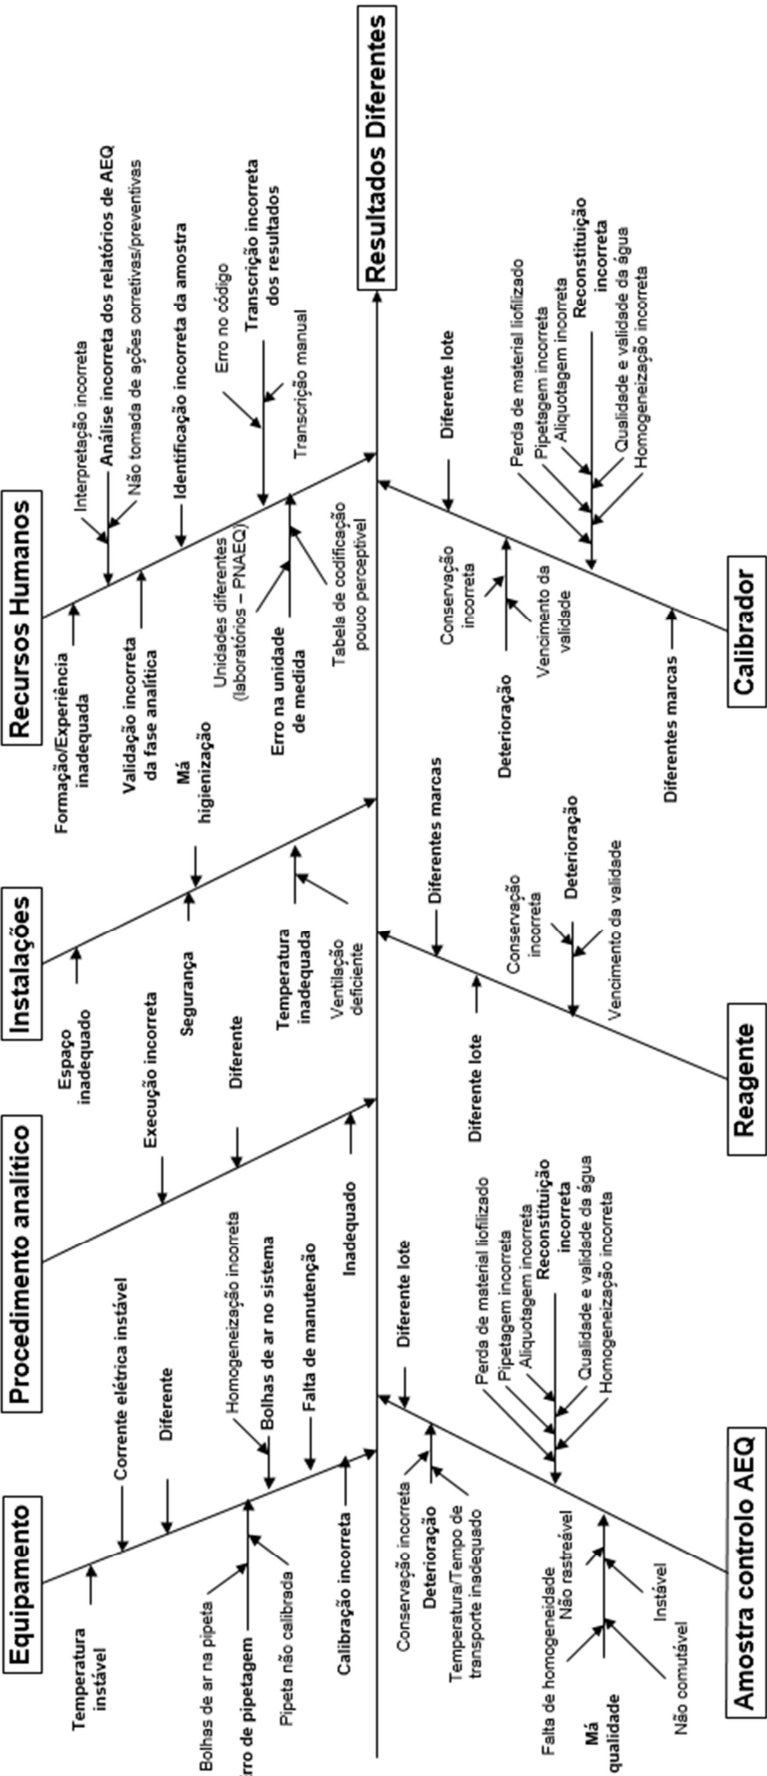 Equipamento
Temperatura
instável
Corrente elétrica instável
Diferente
Bolhas de ar na pipeta
rro de pipetagem
Pipeta não calibrada
Homogeneização incorreta
Bolhas de ar no sistema
Falta de manutenção
Calibração incorreta
Procedimento analítico
Execução incorreta
Diferente
Inadequado
Instalações
Espaço
inadequado
Segurança
Má
higienização
Temperatura
inadequada
Ventilação
deficiente
Recursos Humanos
Formação/Experiência
inadequada
Interpretação incorreta
Análise incorreta dos relatórios de AEQ
Não tomada de ações corretivas/preventivas
Validação incorreta
da fase analítica
Identificação incorreta da amostra
Unidades diferentes
(laboratórios – PNAEQ)
Erro na unidade
de medida
Tabela de codificação
pouco perceptível
Erro no código
Transcrição incorreta
dos resultados
Transcrição manual
Resultados Diferentes
Amostra controlo AEQ
Diferente lote
Conservação incorreta
Deterioração
Temperatura/Tempo de
transporte inadequado
Perda de material liofilizado
Pipetagem incorreta
Aliquotagem incorreta
Reconstituição
incorreta
Qualidade e validade da água
Homogeneização incorreta
Falta de homogeneidade
Não rastreável
Má
qualidade
Instável
Não comutável
Reagente
Diferentes marcas
Diferente lote
Conservação
incorreta
Deterioração
Vencimento da validade
Calibrador
Diferente lote
Conservação
incorreta
Deterioração
Vencimento da
validade
Perda de material liofilizado
Pipetagem incorreta
Aliquotagem incorreta
Reconstituição
incorreta
Qualidade e validade da água
Homogeneização incorreta
Diferentes marcas